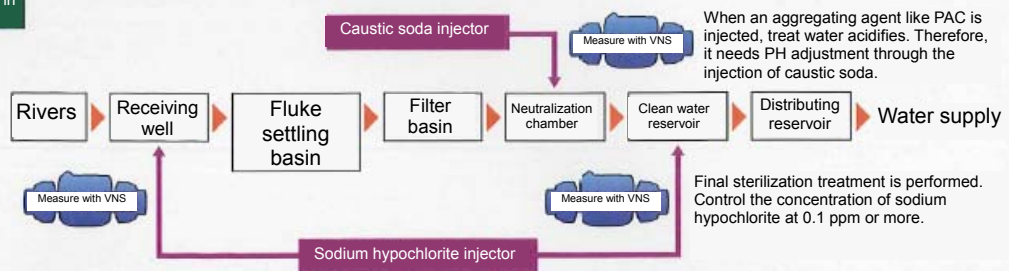 in
Caustic soda injector
Measure with VNS
When an aggregating agent like PAC is
injected, treat water acidifies. Therefore,
it needs PH adjustment through the
injection of caustic soda.
Rivers
Receiving
well
Fluke
settling
basin
Filter
basin
Neutralization
chamber
Clean water
reservoir
Distributing
reservoir
Water supply
Measure with VNS
Measure with VNS
Final sterilization treatment is performed.
Control the concentration of sodium
hypochlorite at 0.1 ppm or more.
Sodium hypochlorite injector